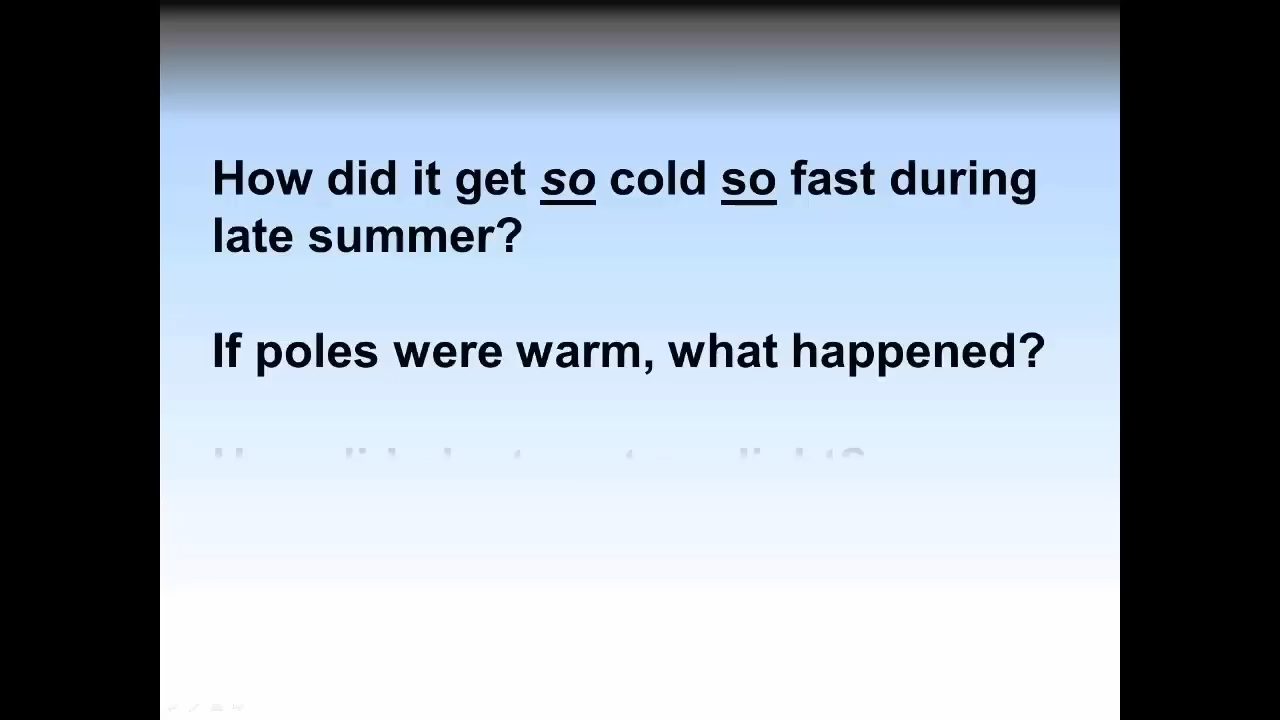 How did it get so cold so fast during
late summer?
If poles were warm, what happened?